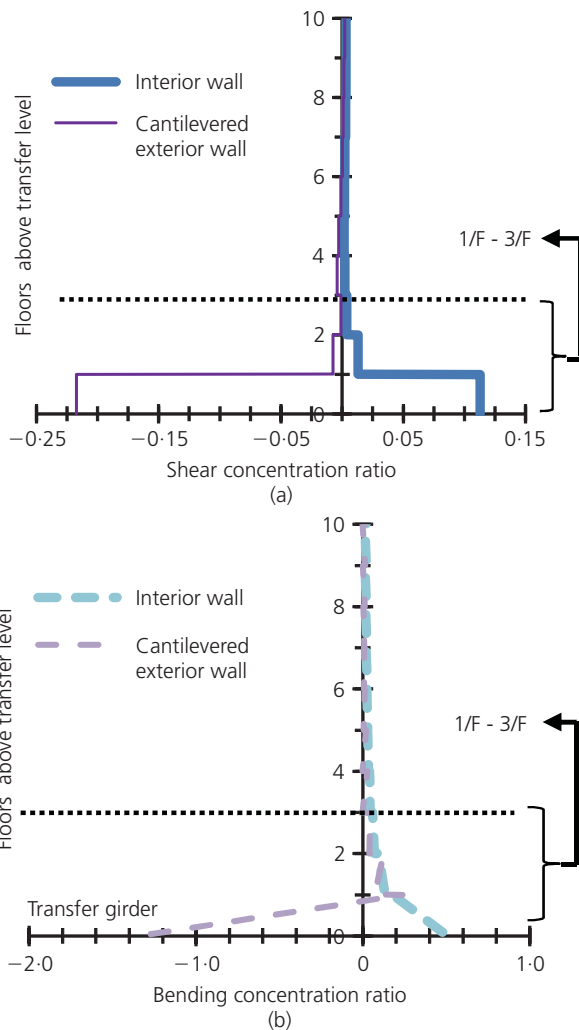 10
8
6
4
2
0
Floors above transfer level
Interior wall
Cantilevered
exterior wall
1/F - 3/F
−0·25
−0·15
−0·05
0·05
0·15
Shear concentration ratio
(a)
10
8
6
4
2
0
Floors above transfer level
Interior wall
Cantilevered
exterior wall
1/F - 3/F
Transfer girder
−2·0
−1·0
0
1·0
Bending concentration ratio
(b)